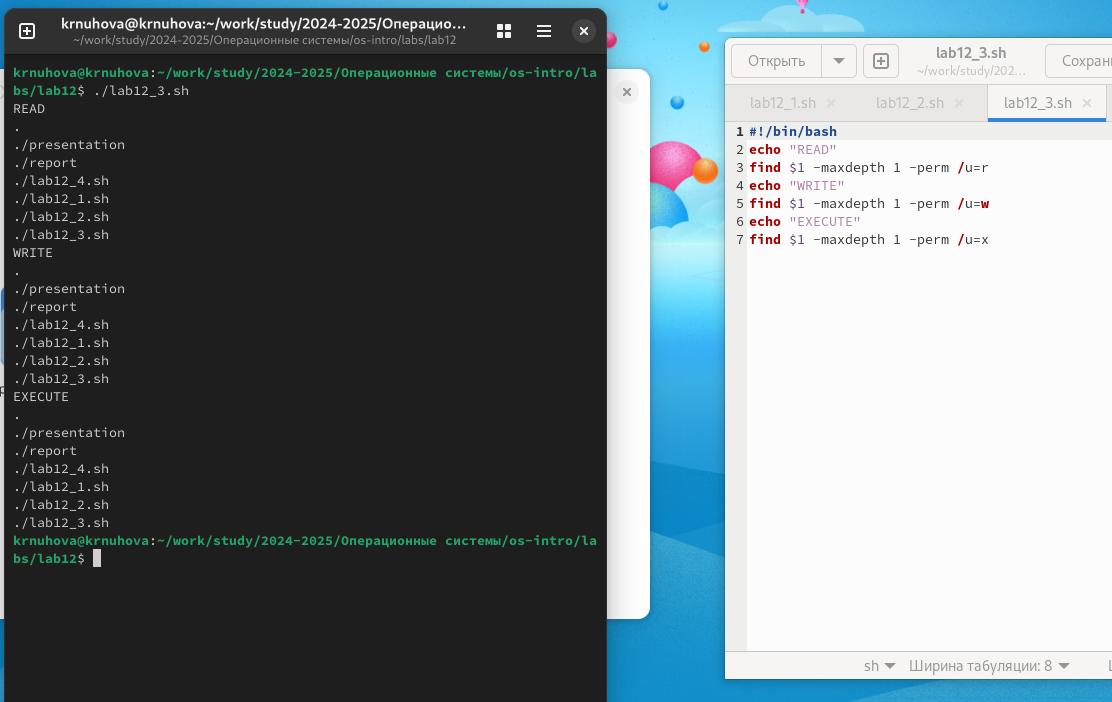 krnuhova@krnuhova:~/work/study/2024-2025/Операцио...
~/work/study/2024-2025/Операционные системы/os-intro/labs/lab12
krnuhova@krnuhova:~/work/study/2024-2025/Операционные системы/os-intro/la
bs/lab12$ ./lab12_3.sh
READ
.
./presentation
./report
./lab12_4.sh
./lab12_1.sh
./lab12_2.sh
./lab12_3.sh
WRITE
.
./presentation
./report
./lab12_4.sh
./lab12_1.sh
./lab12_2.sh
./lab12_3.sh
EXECUTE
.
./presentation
./report
./lab12_4.sh
./lab12_1.sh
./lab12_2.sh
./lab12_3.sh
krnuhova@krnuhova:~/work/study/2024-2025/Операционные системы/os-intro/la
bs/lab12$
Открыть
lab12_3.sh
~/work/study/202...
Сохран
lab12_1.sh
lab12_2.sh
lab12_3.sh
1 #!/bin/bash
2 echo "READ"
3 find $1 -maxdepth 1 -perm /u=r
4 echo "WRITE"
5 find $1 -maxdepth 1 -perm /u=w
6 echo "EXECUTE"
7 find $1 -maxdepth 1 -perm /u=x
sh
Ширина табуляции: 8